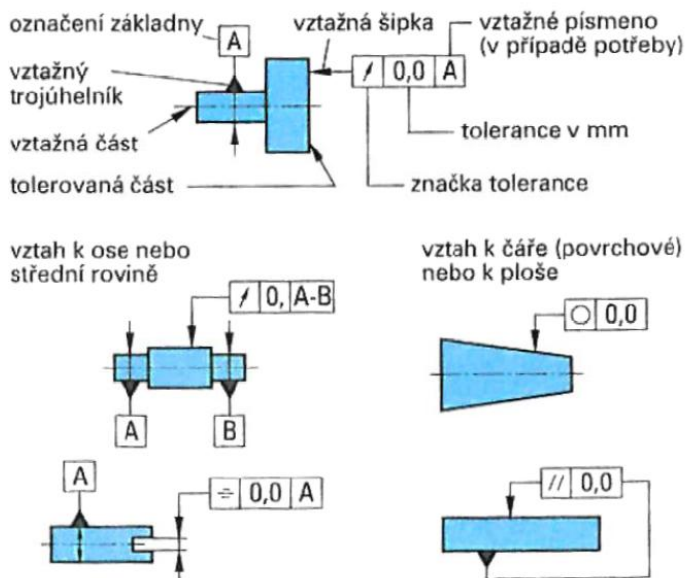 označení základny
A
vztažná šipka
vztažné písmeno
(v případě potřeby)
vztažný
trojúhelník
0,0 A
vztažná část
tolerance v mm
tolerovaná část
značka tolerance
vztah k ose nebo
střední rovině
vztah k čáře (povrchové)
nebo k ploše
0, A-B
0,0
A
B
A
0,0 A
// 0,0